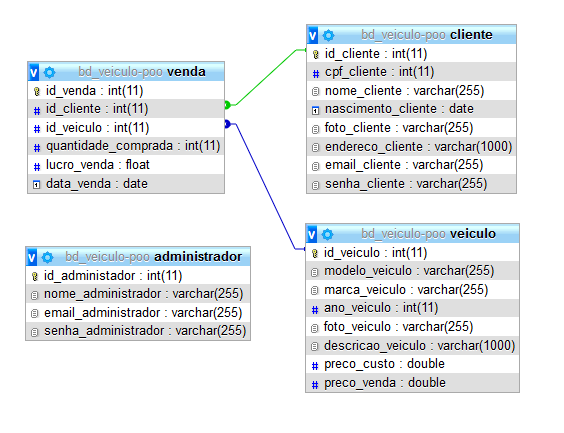 bd_veiculo-poo venda
id_venda : int(11)
id_cliente : int(11)
id_veiculo : int(11)
quantidade_comprada : int(11)
lucro_venda : float
data_venda : date
bd_veiculo-poo cliente
id_cliente : int(11)
cpf_cliente : int(11)
nome_cliente : varchar(255)
nascimento_cliente : date
foto_cliente : varchar(255)
endereco_cliente : varchar(1000)
email_cliente : varchar(255)
senha_cliente : varchar(255)
bd_veiculo-poo administrador
id_administador : int(11)
nome_administrador : varchar(255)
email_administrador : varchar(255)
senha_administrador : varchar(255)
bd_veiculo-poo veiculo
id_veiculo : int(11)
modelo_veiculo : varchar(255)
marca_veiculo : varchar(255)
ano_veiculo : int(11)
foto_veiculo : varchar(255)
descricao_veiculo : varchar(1000)
preco_custo : double
preco_venda : double